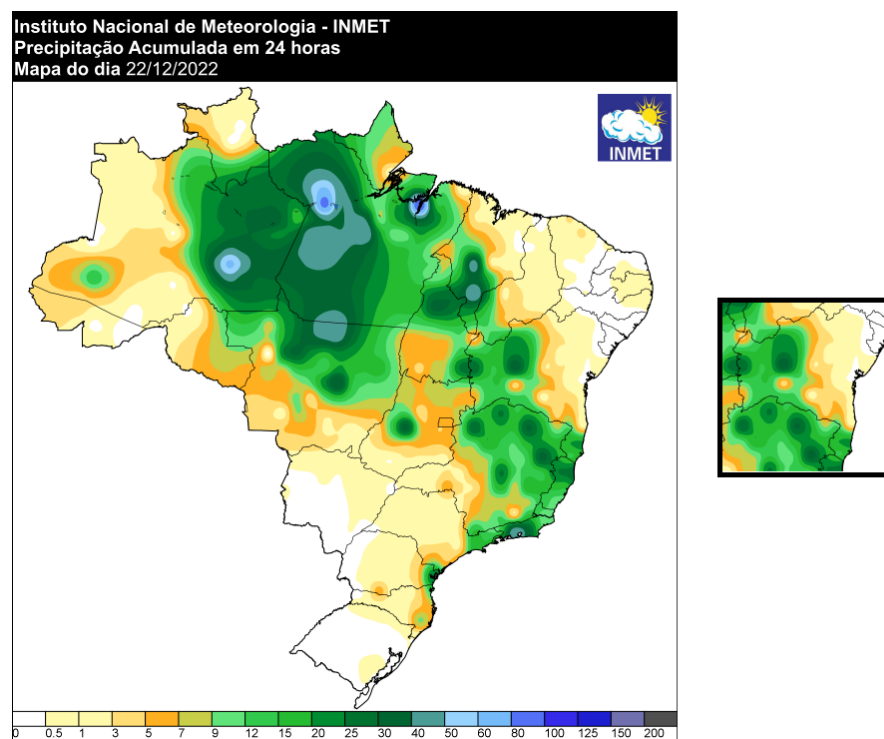 Instituto Nacional de Meteorologia - INMET
Precipitação Acumulada em 24 horas
Mapa do dia 22/12/2022
INMET
0 0.5 1 3 5 7 9 12 15 20 25 30 40 50 60 80 100 125 150 200